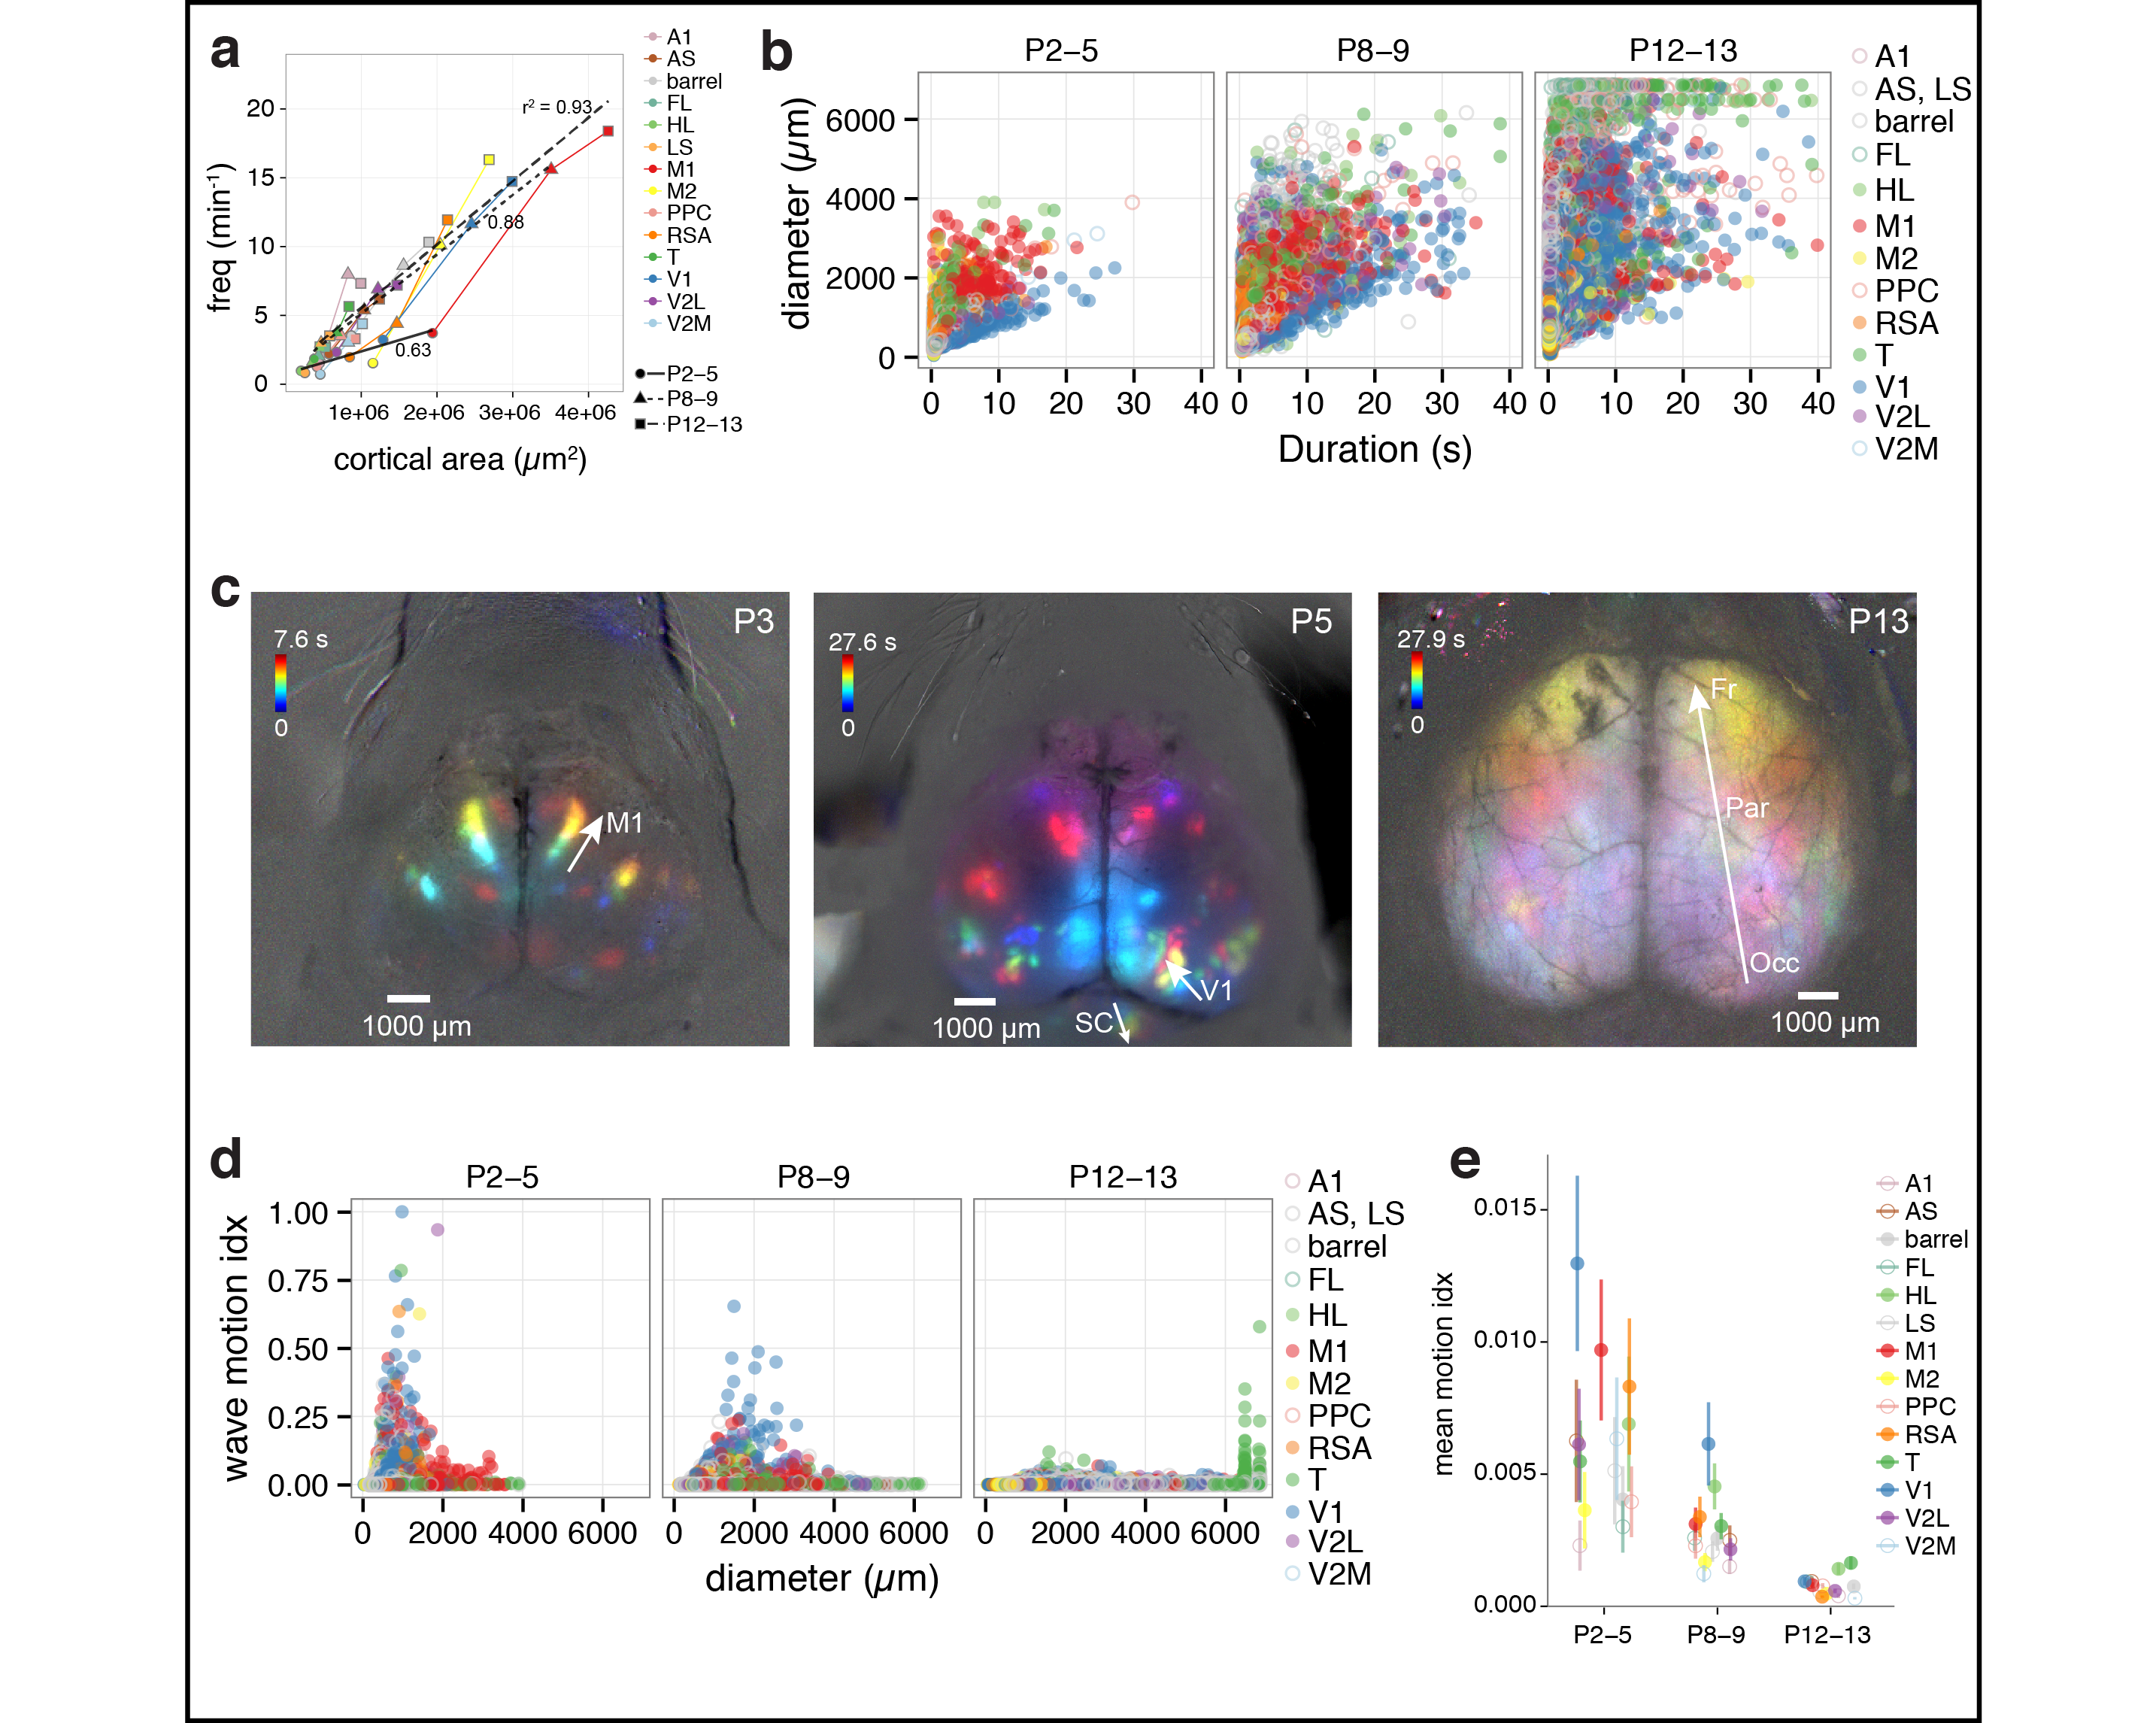 a
r² = 0.93
0.88
0.63
20
15
10
5
0
freq (min⁻¹)
1e+06 2e+06 3e+06 4e+06
cortical area (µm²)
A1
AS
barrel
FL
HL
LS
M1
M2
PPC
RSA
T
V1
V2L
V2M
P2–5
P8–9
P12–13
b
P2–5 P8–9 P12–13
diameter (µm)
6000
4000
2000
0
0 10 20 30 40 0 10 20 30 40 0 10 20 30 40
Duration (s)
A1
AS, LS
barrel
FL
HL
M1
M2
PPC
RSA
T
V1
V2L
V2M
c
P3
7.6 s
0
M1
1000 µm
P5
27.6 s
0
V1
SC
1000 µm
P13
27.9 s
0
Fr
Par
Occ
1000 µm
d
P2–5 P8–9 P12–13
wave motion idx
1.00
0.75
0.50
0.25
0.00
0 2000 4000 6000 0 2000 4000 6000 0 2000 4000 6000
diameter (µm)
A1
AS, LS
barrel
FL
HL
M1
M2
PPC
RSA
T
V1
V2L
V2M
e
mean motion idx
0.015
0.010
0.005
0.000
P2–5 P8–9 P12–13
A1
AS
barrel
FL
HL
LS
M1
M2
PPC
RSA
T
V1
V2L
V2M